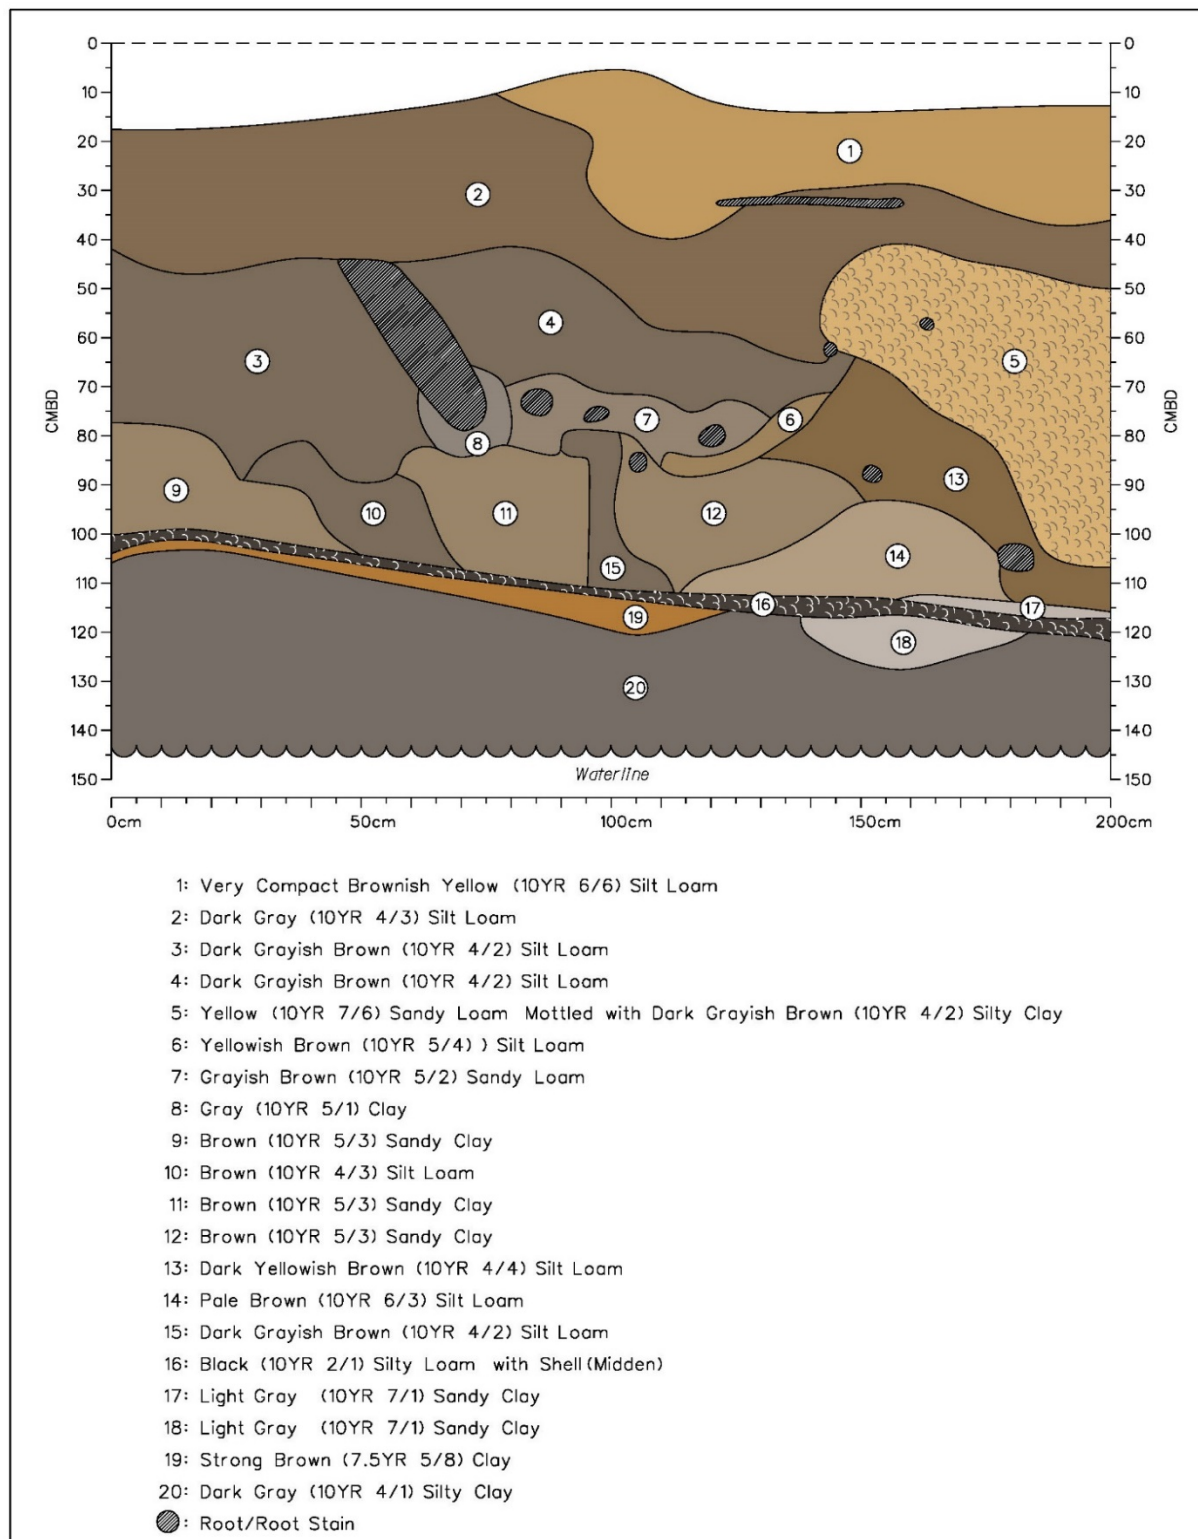 0
0
10
10
20
20
30
30
40
40
50
50
60
60
70
70
80
80
90
90
100
100
110
110
120
120
130
130
140
140
150
150
CMBD
CMBD
1
2
3
4
5
6
7
8
9
10
11
12
13
14
15
16
17
18
19
20
Waterline
0cm
50cm
100cm
150cm
200cm
1: Very Compact Brownish Yellow (10YR 6/6) Silt Loam
2: Dark Gray (10YR 4/3) Silt Loam
3: Dark Grayish Brown (10YR 4/2) Silt Loam
4: Dark Grayish Brown (10YR 4/2) Silt Loam
5: Yellow (10YR 7/6) Sandy Loam Mottled with Dark Grayish Brown (10YR 4/2) Silty Clay
6: Yellowish Brown (10YR 5/4) ) Silt Loam
7: Grayish Brown (10YR 5/2) Sandy Loam
8: Gray (10YR 5/1) Clay
9: Brown (10YR 5/3) Sandy Clay
10: Brown (10YR 4/3) Silt Loam
11: Brown (10YR 5/3) Sandy Clay
12: Brown (10YR 5/3) Sandy Clay
13: Dark Yellowish Brown (10YR 4/4) Silt Loam
14: Pale Brown (10YR 6/3) Silt Loam
15: Dark Grayish Brown (10YR 4/2) Silt Loam
16: Black (10YR 2/1) Silty Loam with Shell (Midden)
17: Light Gray (10YR 7/1) Sandy Clay
18: Light Gray (10YR 7/1) Sandy Clay
19: Strong Brown (7.5YR 5/8) Clay
20: Dark Gray (10YR 4/1) Silty Clay
: Root/Root Stain